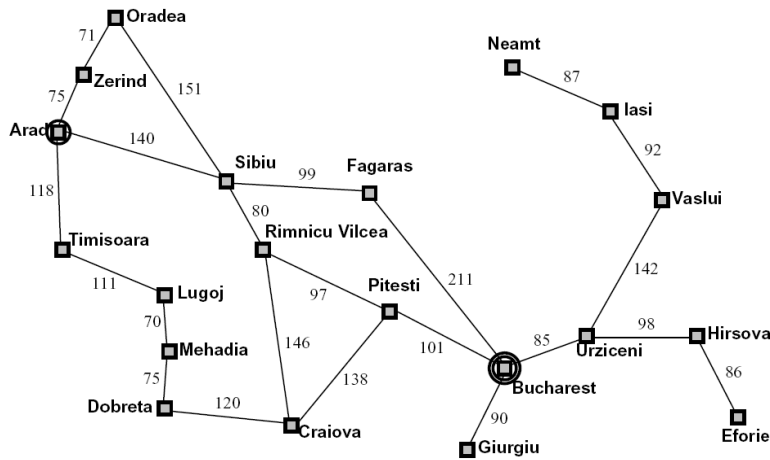 Oradea
71
Neamt
Zerind
87
151
75
Iasi
Arad
140
92
Sibiu
Fagaras
99
118
80
Vaslui
Timisoara
Rimnicu Vilcea
142
111
Lugoj
97
Pitesti
211
70
98
Hirsova
146
101
85
Urziceni
Mehadia
138
86
75
Bucharest
Dobreta
120
90
Craiova
Eforie
Giurgiu